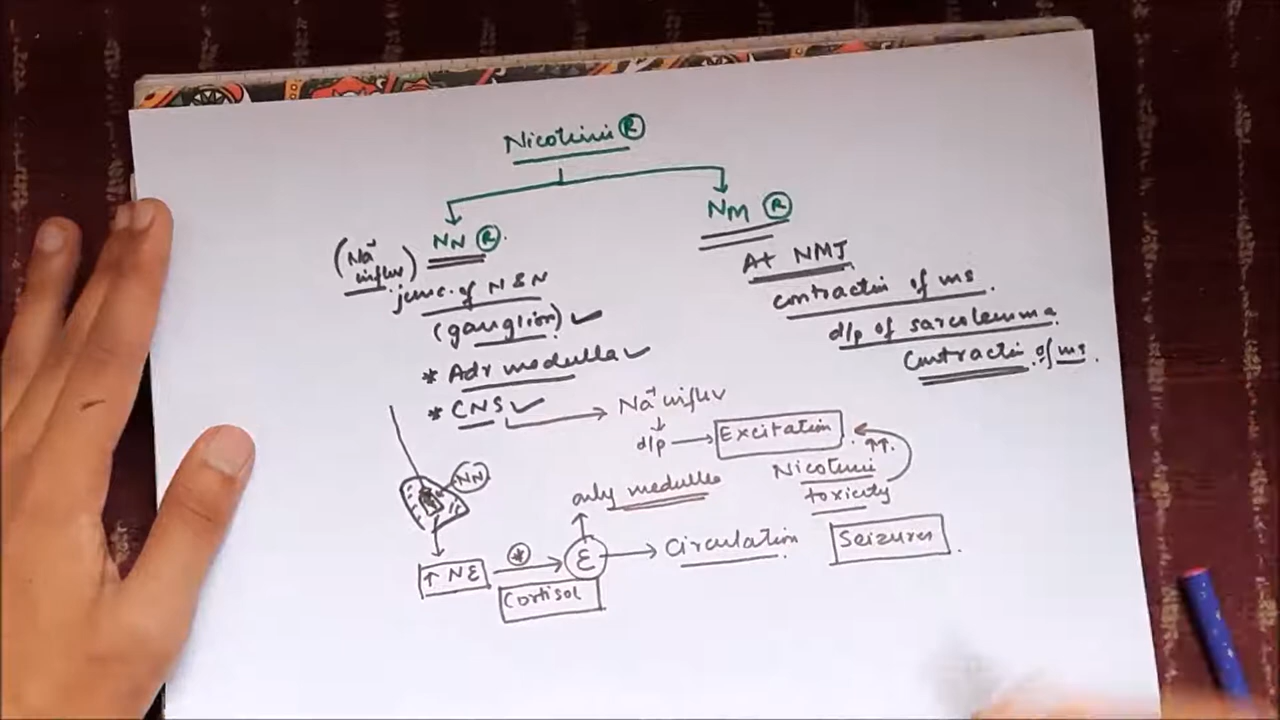 Nicotinic Ⓡ
NN Ⓡ.
(Na+ influx)
junc. of N & N
(ganglion) ✓
* Adr medulla ✓
* CNS ✓ → Na+ influx
↓
d/p → Excitation
↑↑.
Nicotinic
toxicity
Seizures.
NM Ⓡ
At NMJ
contraction of ms.
d/p of sarcolemma
Contraction of ms.
NN
↑ NE
*
Cortisol
E → Circulation
only medulla